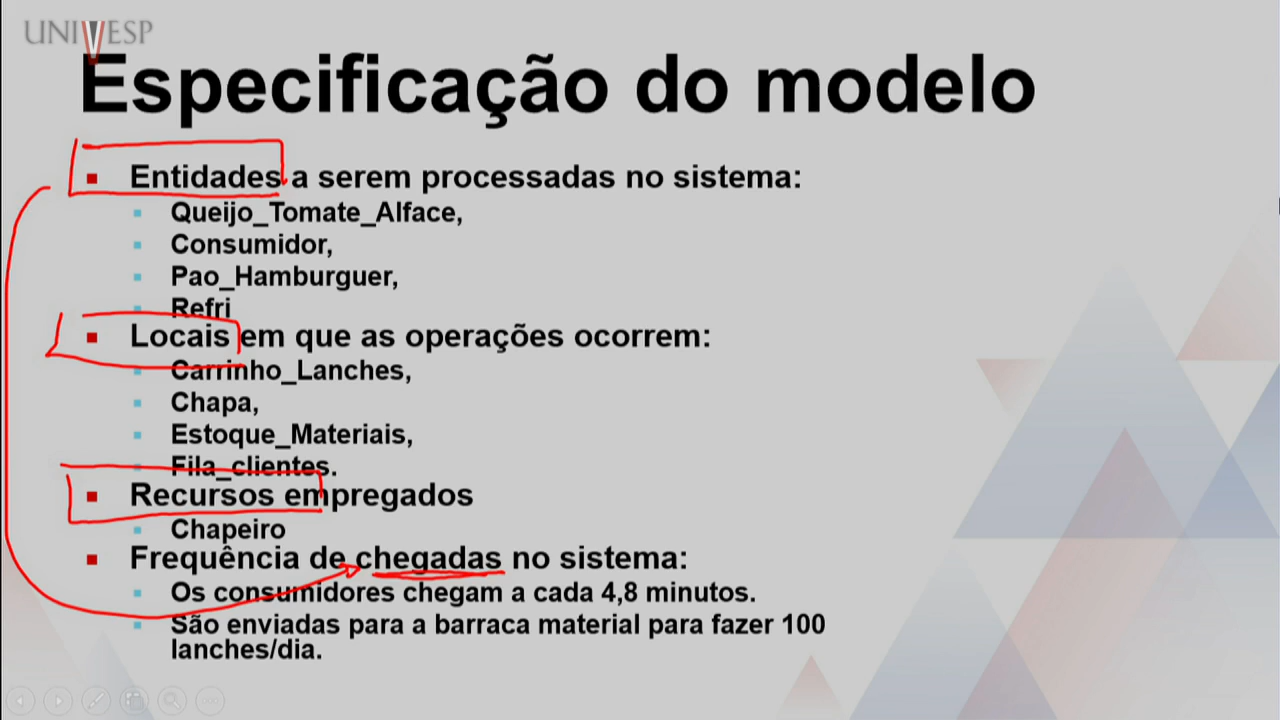 UNIVESP
Especificação do modelo
Entidades a serem processadas no sistema:
Queijo_Tomate_Alface,
Consumidor,
Pao_Hamburguer,
Refri
Locais em que as operações ocorrem:
Carrinho_Lanches,
Chapa,
Estoque_Materiais,
Fila_clientes.
Recursos empregados
Chapeiro
Frequência de chegadas no sistema:
Os consumidores chegam a cada 4,8 minutos.
São enviadas para a barraca material para fazer 100
lanches/dia.